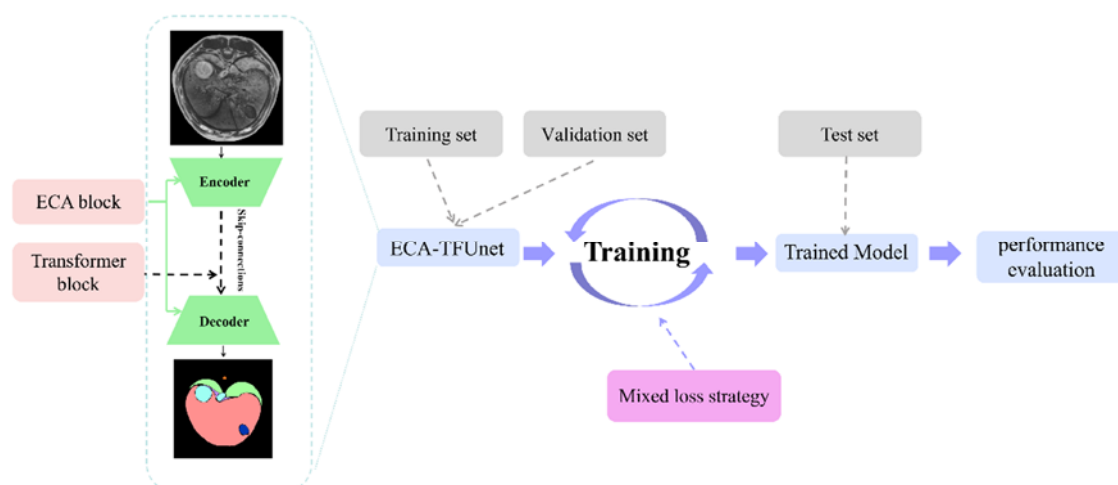 ECA block
Transformer
block
Encoder
Skip-connections
Decoder
Training set
Validation set
ECA-TFUnet
Training
Mixed loss
strategy
Test set
Trained Model
performance
evaluation